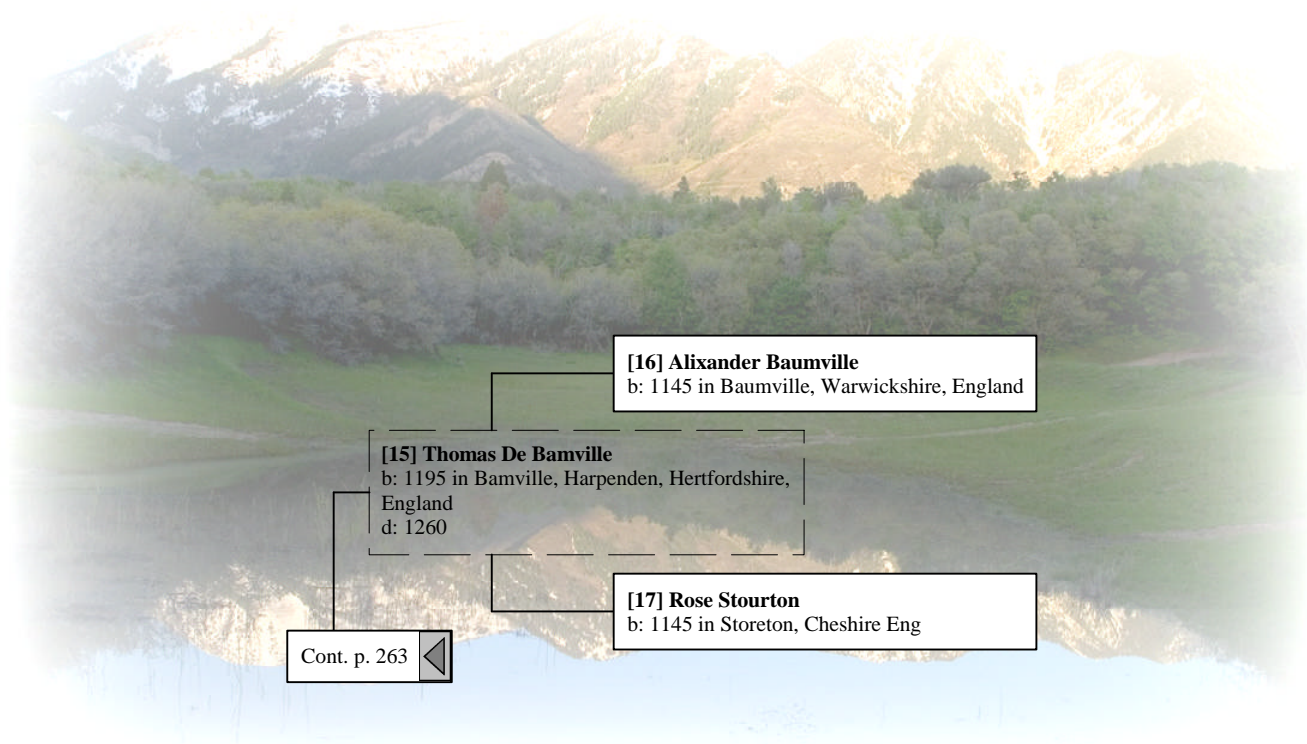 [16] Alixander Baumville
b: 1145 in Baumville, Warwickshire, England
[15] Thomas De Bamville
b: 1195 in Bamville, Harpenden, Hertfordshire,
England
d: 1260
[17] Rose Stourton
b: 1145 in Storeton, Cheshire Eng
Cont. p. 263